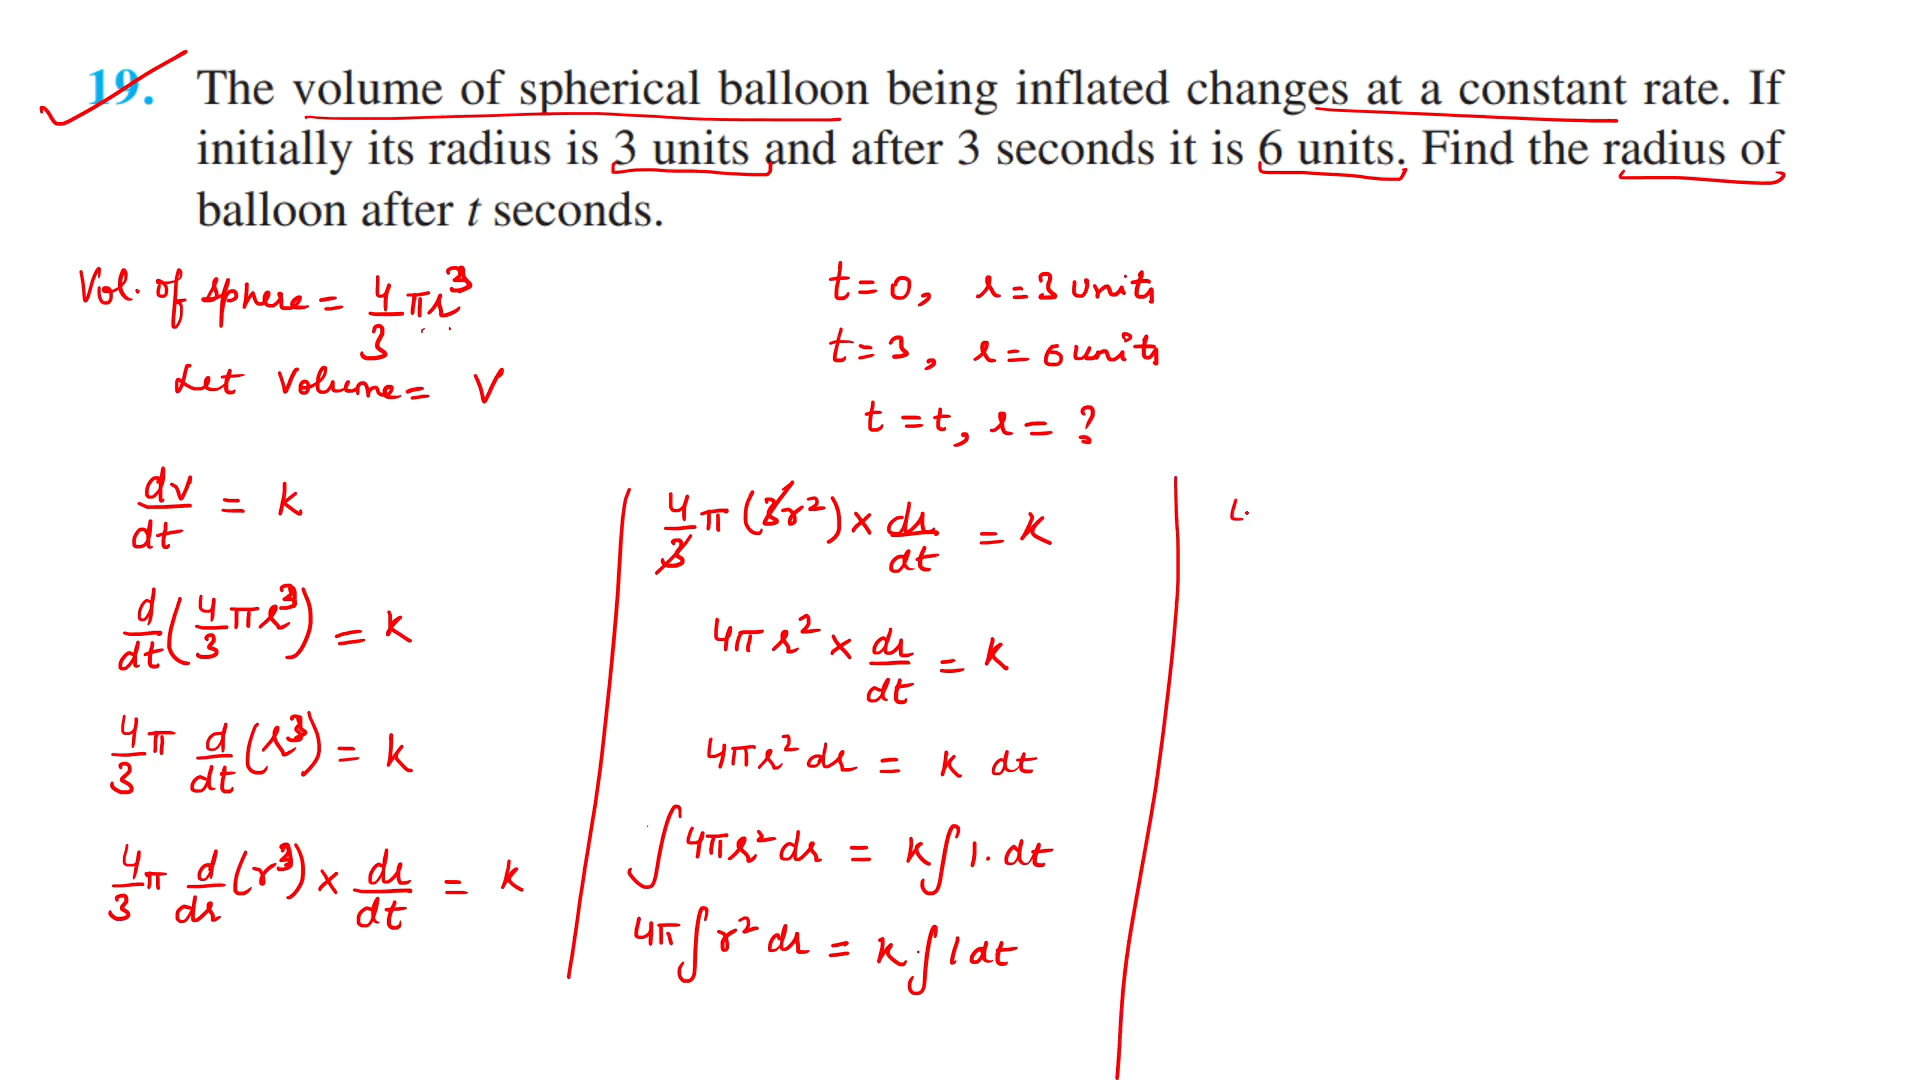 19. The volume of spherical balloon being inflated changes at a constant rate. If
initially its radius is 3 units and after 3 seconds it is 6 units. Find the radius of
balloon after t seconds.
Vol. of sphere = 4/3 πr³
Let Volume = V
t = 0, r = 3 units
t = 3, r = 6 units
t = t, r = ?
dv/dt = k
d/dt (4/3 πr³) = k
4/3 π d/dt (r³) = k
4/3 π d/dr (r³) × dr/dt = k
4/3 π (3r²) × dr/dt = k
4π r² × dr/dt = k
4πr² dr = k dt
∫ 4πr² dr = k ∫ 1. dt
4π ∫ r² dr = k ∫ 1 dt